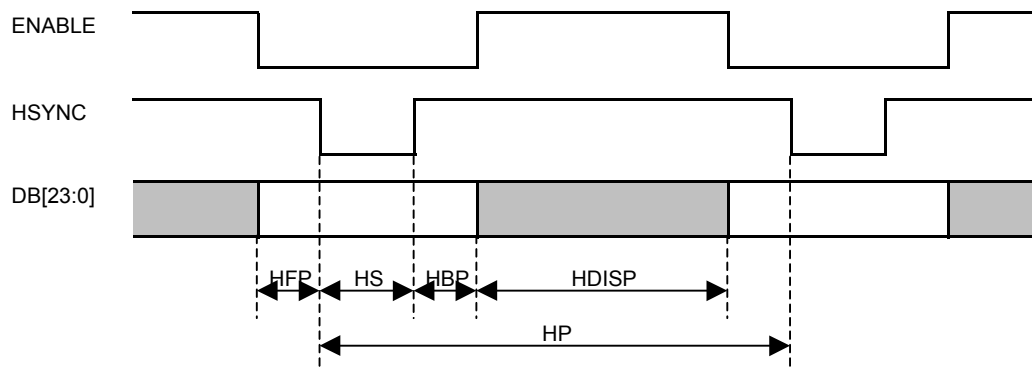 ENABLE
HSYNC
DB[23:0]
HFP HS HBP HDISP
HP